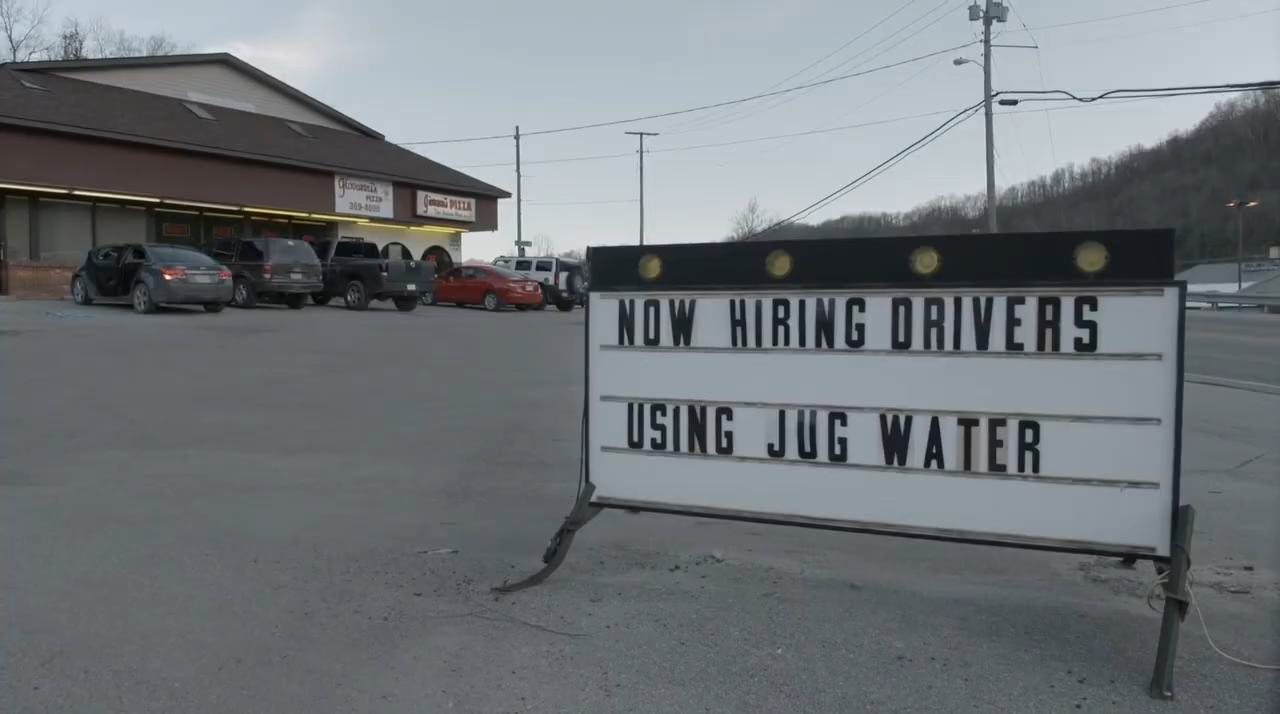 giovanni's
PIZZA
giovanni's PIZZA
NOW HIRING DRIVERS
USING JUG WATER